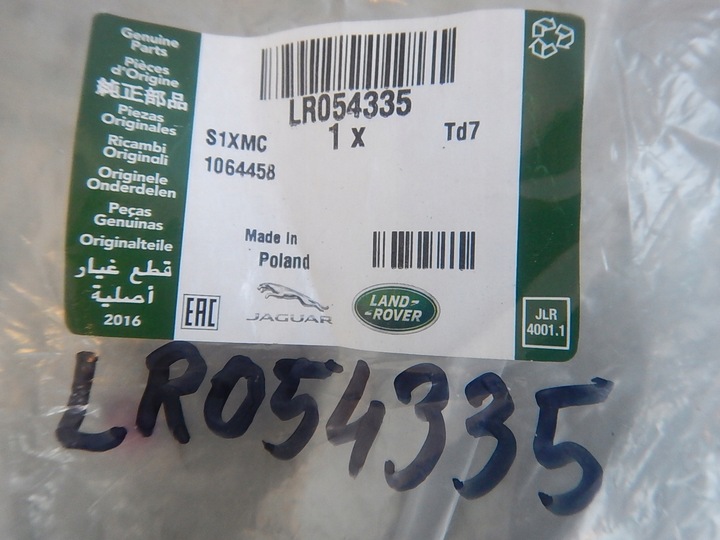 Genuine
Parts
Pièces
d'Origine
純正部品
Piezas
Originales
Ricambi
Originali
Originele
Onderdelen
Peças
Genuinas
Originalteile
قطع غيار
أصلية
2016
LR054335
1 X
Td7
S1XMC
1064458
Made In
Poland
EAC
JAGUAR
LAND-
-ROVER
JLR
4001.1
LR054335